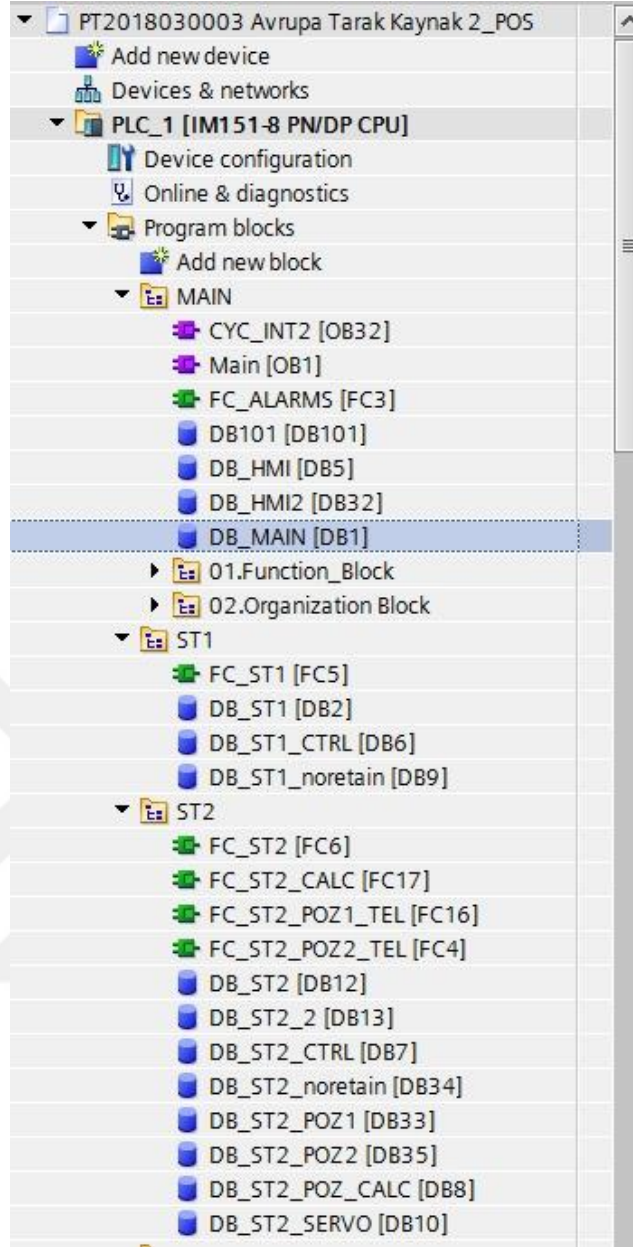 PT2018030003 Avrupa Tarak Kaynak 2_POS
Add new device
Devices & networks
PLC_1 [IM151-8 PN/DP CPU]
Device configuration
Online & diagnostics
Program blocks
Add new block
MAIN
CYC_INT2 [OB32]
Main [OB1]
FC_ALARMS [FC3]
DB101 [DB101]
DB_HMI [DB5]
DB_HMI2 [DB32]
DB_MAIN [DB1]
01.Function_Block
02.Organization Block
ST1
FC_ST1 [FC5]
DB_ST1 [DB2]
DB_ST1_CTRL [DB6]
DB_ST1_noretain [DB9]
ST2
FC_ST2 [FC6]
FC_ST2_CALC [FC17]
FC_ST2_POZ1_TEL [FC16]
FC_ST2_POZ2_TEL [FC4]
DB_ST2 [DB12]
DB_ST2_2 [DB13]
DB_ST2_CTRL [DB7]
DB_ST2_noretain [DB34]
DB_ST2_POZ1 [DB33]
DB_ST2_POZ2 [DB35]
DB_ST2_POZ_CALC [DB8]
DB_ST2_SERVO [DB10]